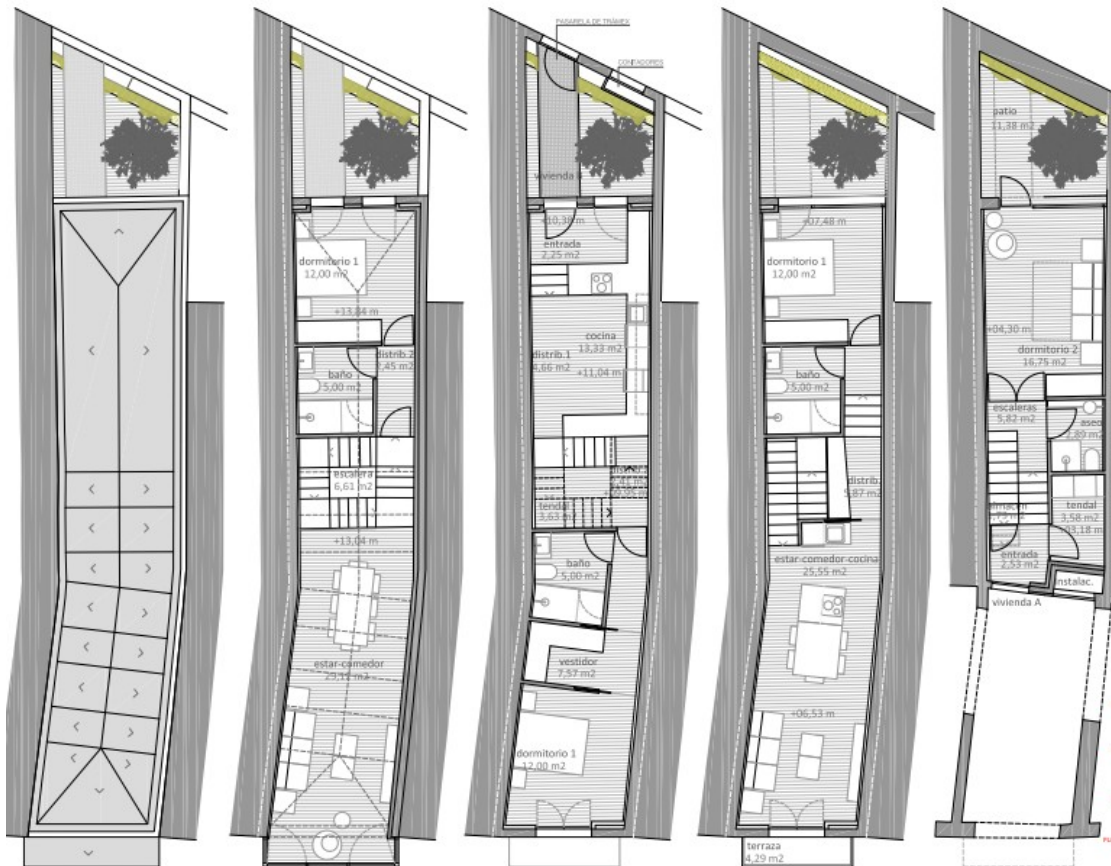 PASARELA DE TRÁMEX
CONTADORES
dormitorio 1
12,00 m2
+13,84 m
distrib.2
2,45 m2
baño
5,00 m2
escalera
6,61 m2
+13,04 m
estar-comedor
29,12 m2
vivienda B
+10,38 m
entrada
2,25 m2
cocina
13,33 m2
distrib.1
4,66 m2
+11,04 m
tendal
3,63 m2
baño
5,00 m2
vestidor
7,57 m2
dormitorio 1
12,00 m2
+07,48 m
dormitorio 1
12,00 m2
baño
5,00 m2
distrib.
5,87 m2
estar-comedor-cocina
25,55 m2
+06,53 m
terraza
4,29 m2
patio
11,38 m2
+04,30 m
dormitorio 2
16,75 m2
escaleras
5,82 m2
aseo
2,89 m2
almacén
tendal
3,58 m2
+03,18 m
entrada
2,53 m2
instalac.
vivienda A